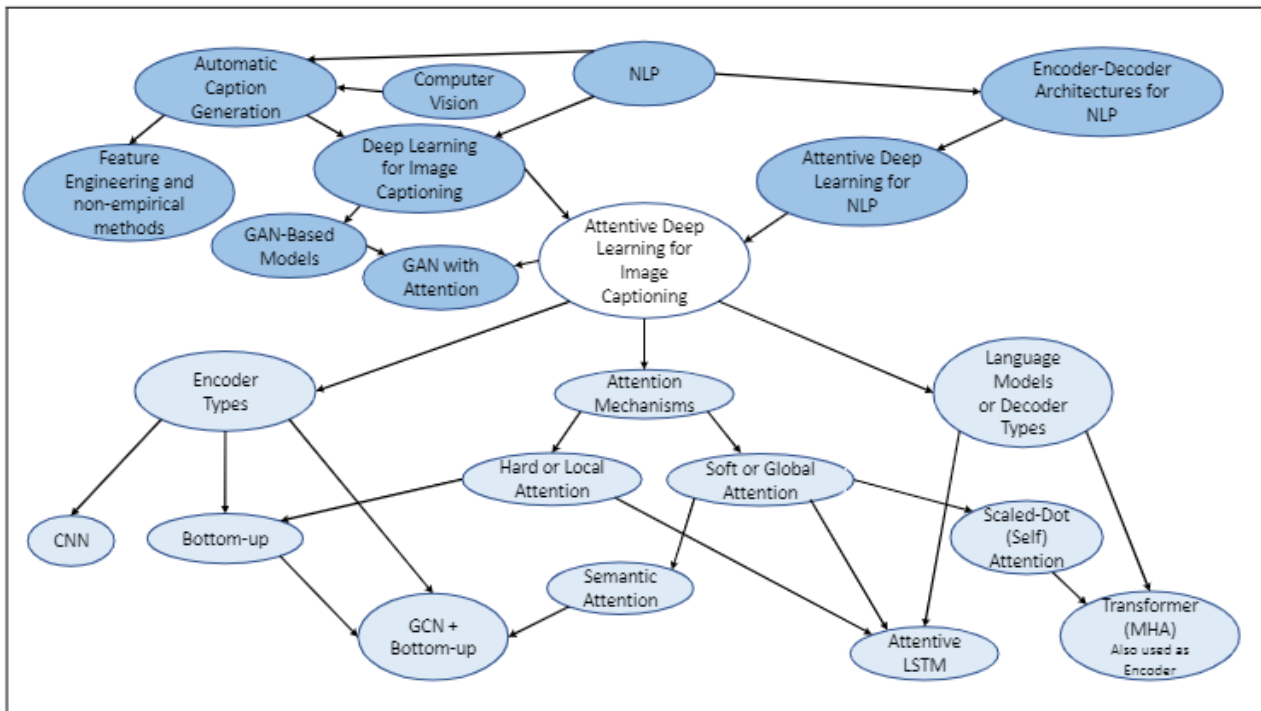 Automatic
Caption
Generation
Computer
Vision
NLP
Encoder-Decoder
Architectures for
NLP
Feature
Engineering and
non-empirical
methods
Deep Learning
for Image
Captioning
Attentive Deep
Learning for
NLP
GAN-Based
Models
GAN with
Attention
Attentive Deep
Learning for
Image
Captioning
Encoder
Types
Attention
Mechanisms
Language
Models
or Decoder
Types
Hard or Local
Attention
Soft or Global
Attention
CNN
Bottom-up
Scaled-Dot
(Self)
Attention
Semantic
Attention
GCN +
Bottom-up
Attentive
LSTM
Transformer
(MHA)
Also used as
Encoder